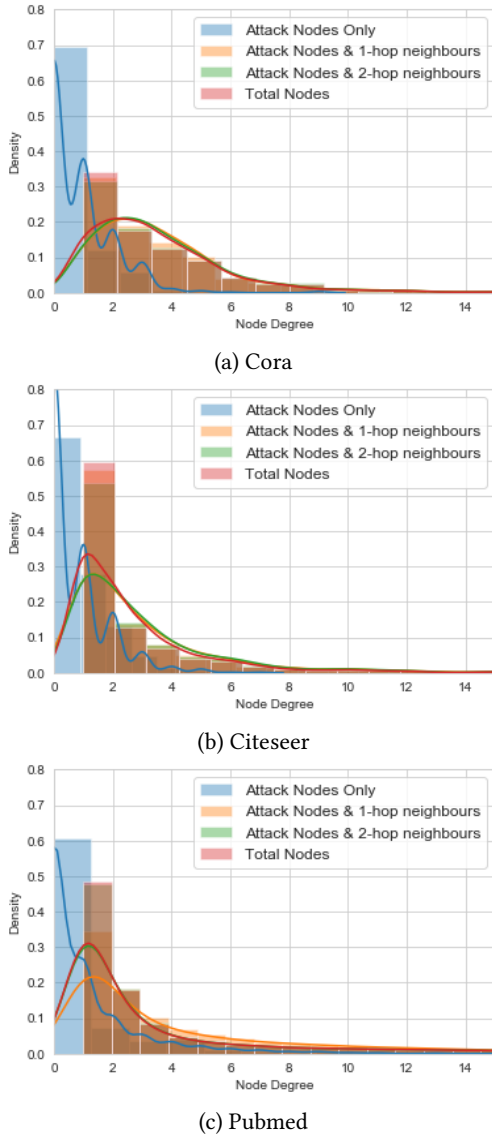 0.8
0.7
0.6
0.5
0.4
0.3
0.2
0.1
0.0
Density
Attack Nodes Only
Attack Nodes & 1-hop neighbours
Attack Nodes & 2-hop neighbours
Total Nodes
0 2 4 6 8 10 12 14
Node Degree
(a) Cora
0.8
0.7
0.6
0.5
0.4
0.3
0.2
0.1
0.0
Density
Attack Nodes Only
Attack Nodes & 1-hop neighbours
Attack Nodes & 2-hop neighbours
Total Nodes
0 2 4 6 8 10 12 14
Node Degree
(b) Citeseer
0.8
0.7
0.6
0.5
0.4
0.3
0.2
0.1
0.0
Density
Attack Nodes Only
Attack Nodes & 1-hop neighbours
Attack Nodes & 2-hop neighbours
Total Nodes
0 2 4 6 8 10 12 14
Node Degree
(c) Pubmed